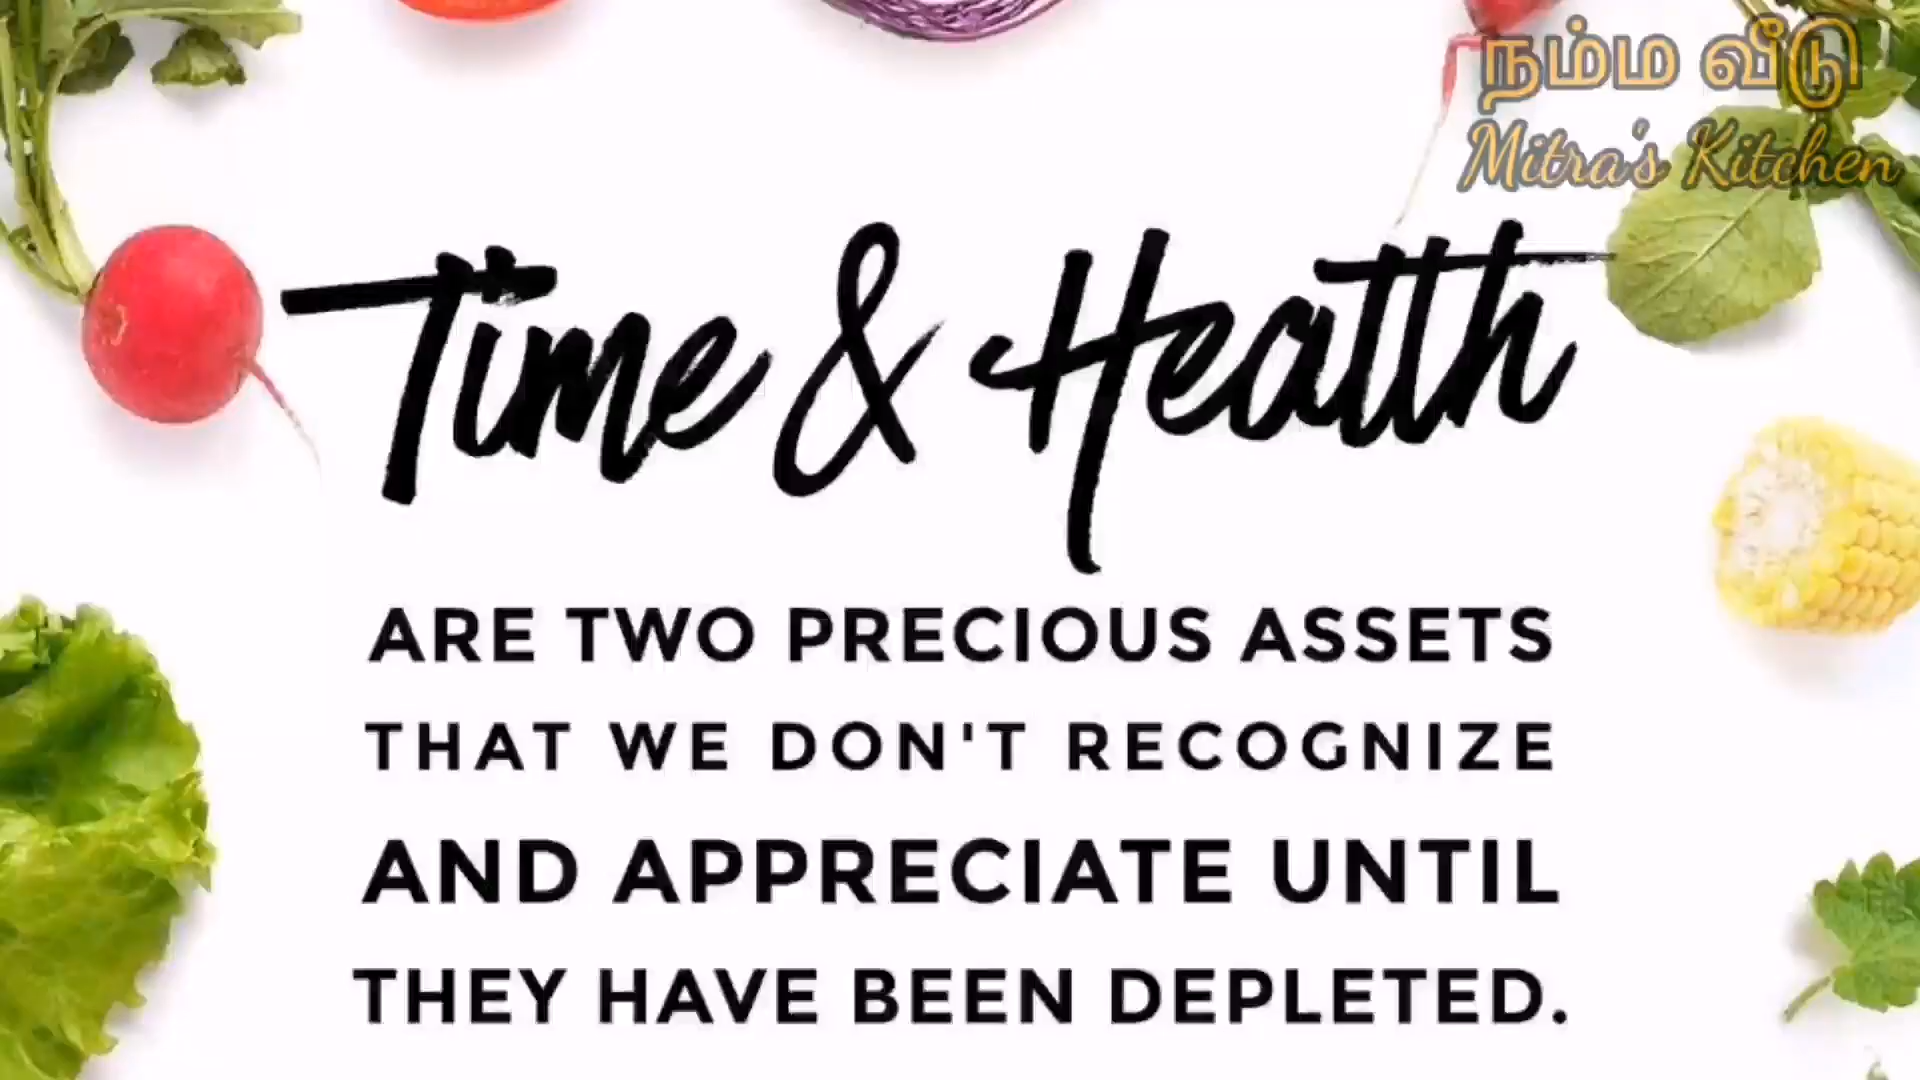 நம்ம வீடு
Mitra's Kitchen
Time & Health
ARE TWO PRECIOUS ASSETS
THAT WE DON'T RECOGNIZE
AND APPRECIATE UNTIL
THEY HAVE BEEN DEPLETED.